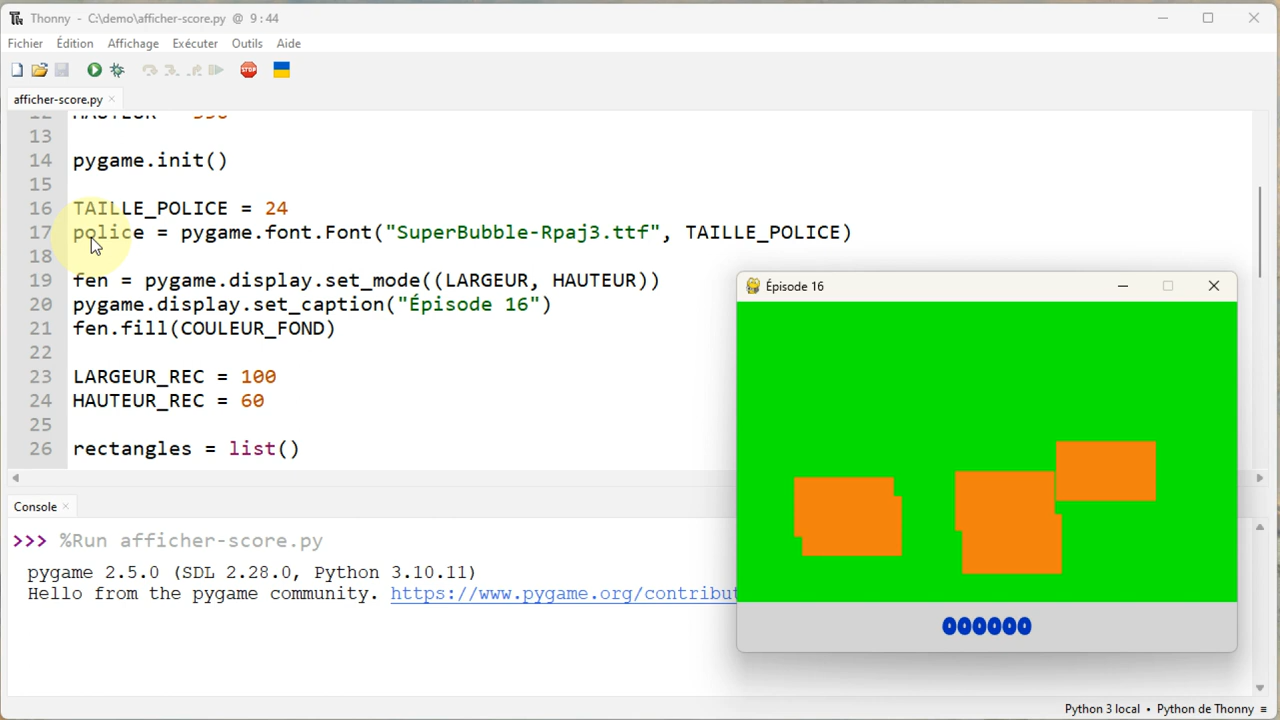 Thonny - C:\demo\afficher-score.py @ 9 : 44
Fichier Édition Affichage Exécuter Outils Aide
STOP
afficher-score.py ×
12 HAUTEUR = 350
13
14 pygame.init()
15
16 TAILLE_POLICE = 24
17 police = pygame.font.Font("SuperBubble-Rpaj3.ttf", TAILLE_POLICE)
18
19 fen = pygame.display.set_mode((LARGEUR, HAUTEUR))
20 pygame.display.set_caption("Épisode 16")
21 fen.fill(COULEUR_FOND)
22
23 LARGEUR_REC = 100
24 HAUTEUR_REC = 60
25
26 rectangles = list()
Épisode 16
000000
Console ×
>>> %Run afficher-score.py
pygame 2.5.0 (SDL 2.28.0, Python 3.10.11)
Hello from the pygame community. https://www.pygame.org/contribut
Python 3 local • Python de Thonny ≡